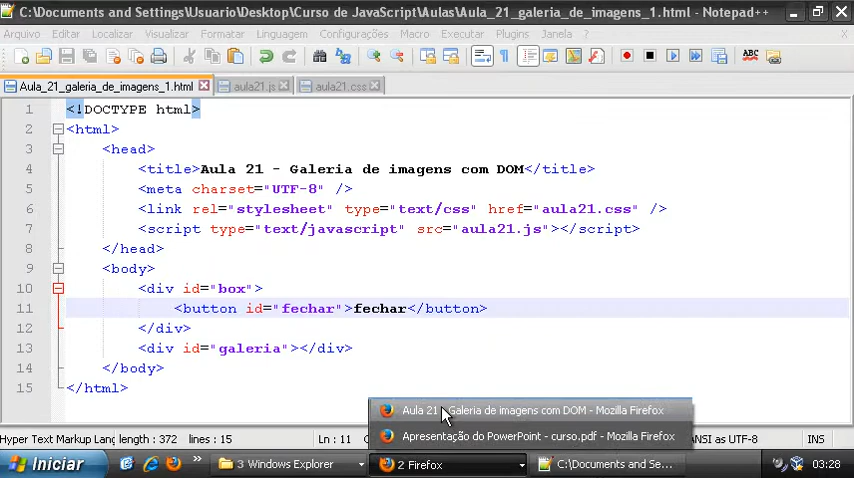 C:\Documents and Settings\Usuario\Desktop\Curso de JavaScript\Aulas\Aula_21_galeria_de_imagens_1.html - Notepad++
Arquivo Editar Localizar Visualizar Formatar Linguagem Configurações Macro Executar Plugins Janela ? X
ABC
Aula_21_galeria_de_imagens_1.html aula21.js aula21.css
1 <!DOCTYPE html>
2 <html>
3 <head>
4 <title>Aula 21 - Galeria de imagens com DOM</title>
5 <meta charset="UTF-8" />
6 <link rel="stylesheet" type="text/css" href="aula21.css" />
7 <script type="text/javascript" src="aula21.js"></script>
8 </head>
9 <body>
10 <div id="box">
11 <button id="fechar">fechar</button>
12 </div>
13 <div id="galeria"></div>
14 </body>
15 </html>
Aula 21 - Galeria de imagens com DOM - Mozilla Firefox
Apresentação do PowerPoint - curso.pdf - Mozilla Firefox
Hyper Text Markup Lang length : 372 lines : 15 Ln : 11 ANSI as UTF-8 INS
Iniciar 3 Windows Explorer 2 Firefox C:\Documents and Se... 03:28